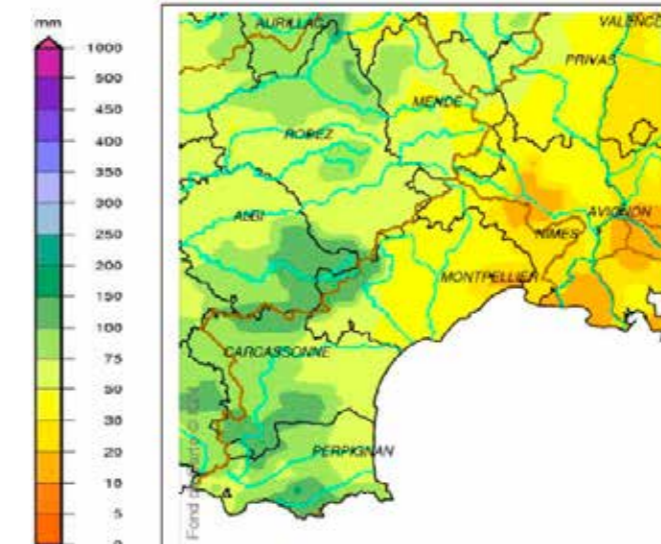 mm
1000
500
450
400
350
300
250
200
150
100
75
50
30
20
10
5
0
AURILLAC
VALENCE
PRIVAS
MENDE
RODEZ
ALBI
AVIGNON
NIMES
MONTPELLIER
CARCASSONNE
PERPIGNAN
Fond